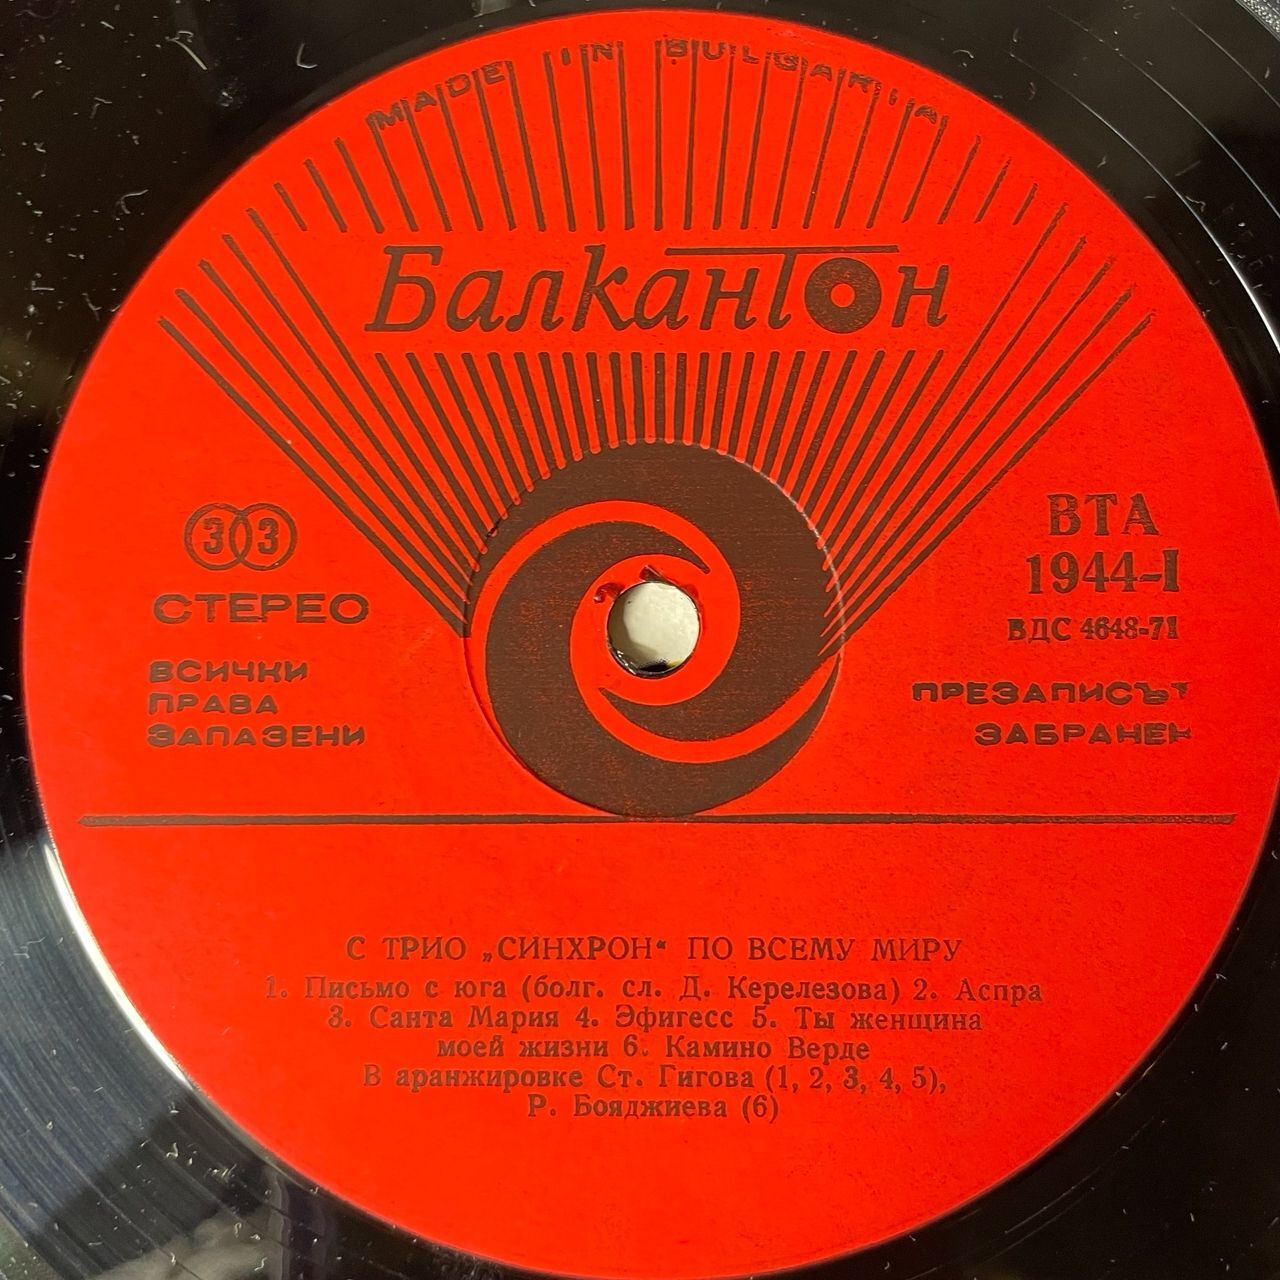 MADE IN BULGARIA
Балкантон
33
СТЕРЕО
ВСИЧКИ
ПРАВА
ЗАПАЗЕНИ
ВТА
1944-I
ВДС 4648-71
ПРЕЗАПИСЪТ
ЗАБРАНЕН
С ТРИО „СИНХРОН“ ПО ВСЕМУ МИРУ
1. Письмо с юга (болг. сл. Д. Керелезова) 2. Аспра
3. Санта Мария 4. Эфигесс 5. Ты женщина
моей жизни 6. Камино Верде
В аранжировке Ст. Гигова (1, 2, 3, 4, 5),
Р. Бояджиева (6)